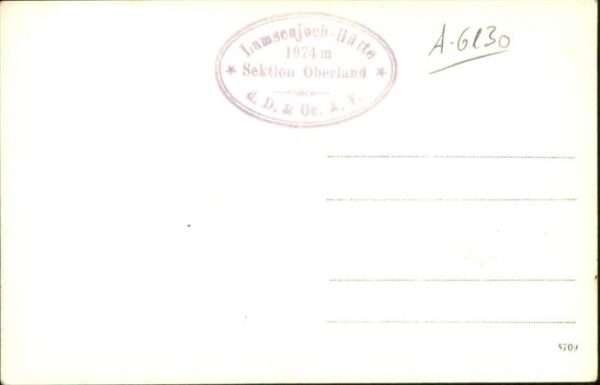 Lamsenjoch-Hütte
1974 m
* Sektion Oberland *
d. D. & Oe. A. V.
A-6130
5709